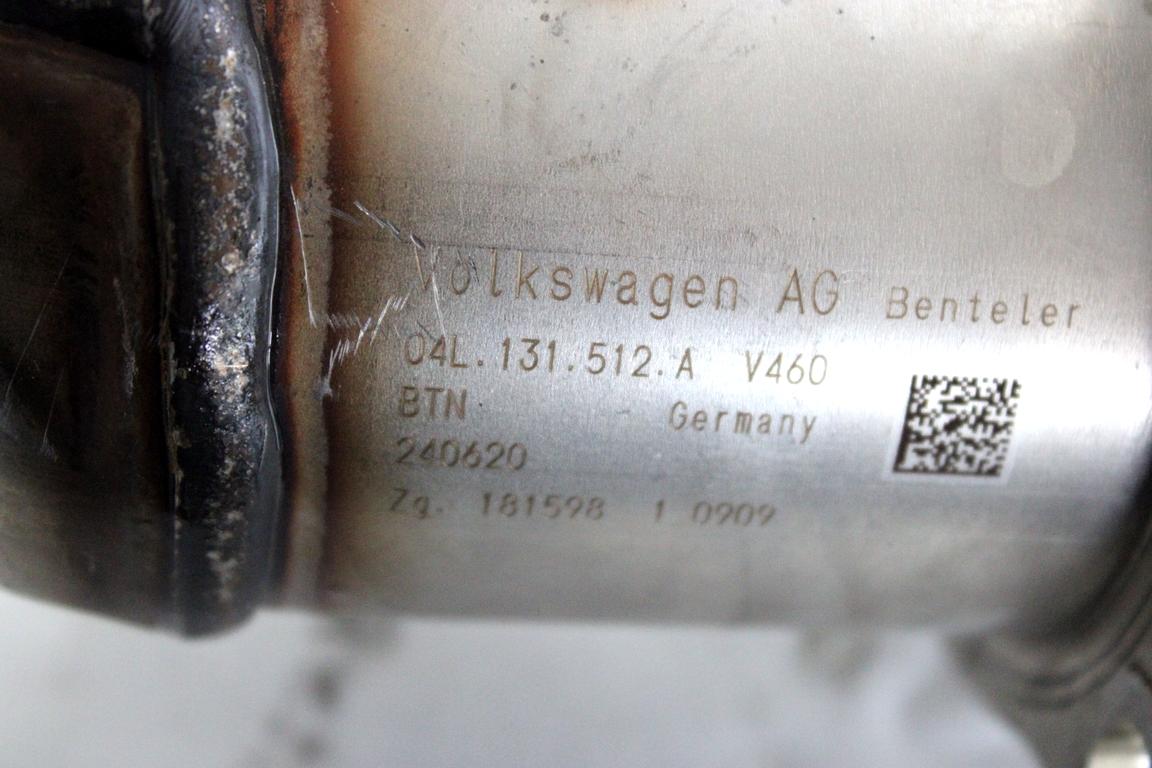 Volkswagen AG Benteler
04L.131.512.A V460
BTN Germany
240620
Zg. 181598 1 0909